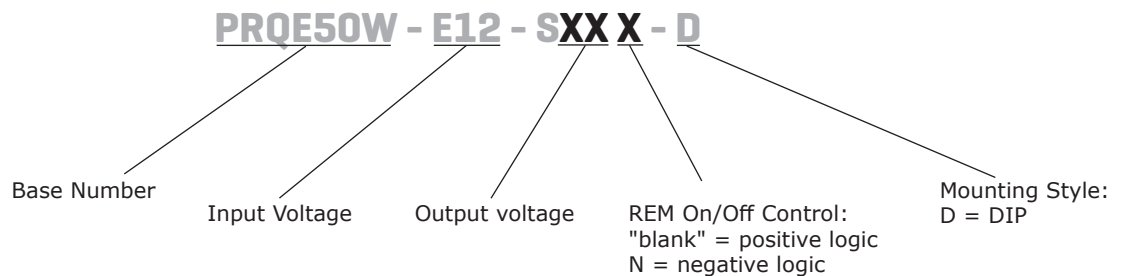 PRQE50W - E12 - SXX X - D
Base Number
Input Voltage
Output voltage
REM On/Off Control:
"blank" = positive logic
N = negative logic
Mounting Style:
D = DIP